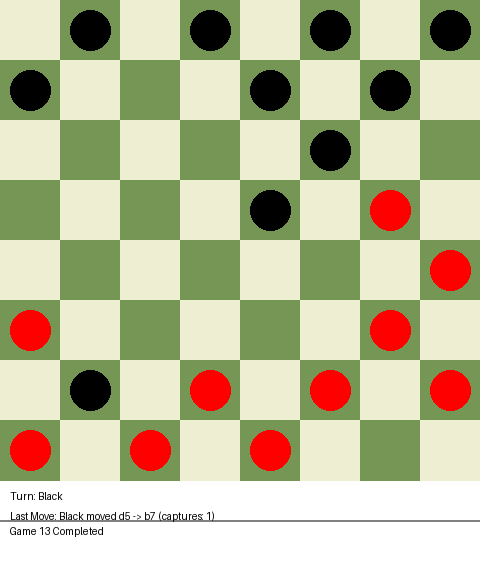 Turn: Black
Last Move: Black moved d5 -> b7 (captures: 1)
Game 13 Completed